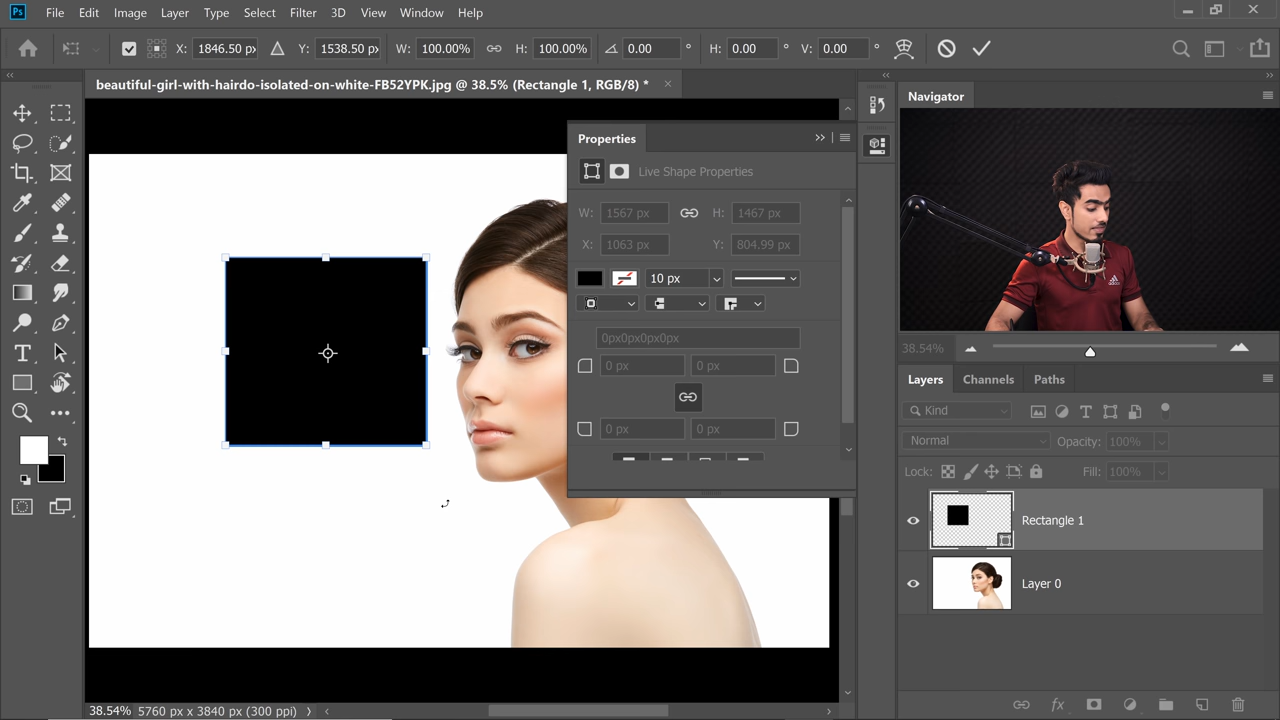 Ps File Edit Image Layer Type Select Filter 3D View Window Help
X: 1846.50 px Y: 1538.50 px W: 100.00% H: 100.00% 0.00 ° H: 0.00 ° V: 0.00 °
beautiful-girl-with-hairdo-isolated-on-white-FB52YPK.jpg @ 38.5% (Rectangle 1, RGB/8) *
Properties
Live Shape Properties
W: 1567 px H: 1467 px
X: 1063 px Y: 804.99 px
10 px
0px0px0px0px
0 px 0 px
0 px 0 px
Navigator
adidas
38.54%
Layers Channels Paths
Kind
Normal Opacity: 100%
Lock: Fill: 100%
Rectangle 1
Layer 0
fx
38.54% 5760 px x 3840 px (300 ppi)